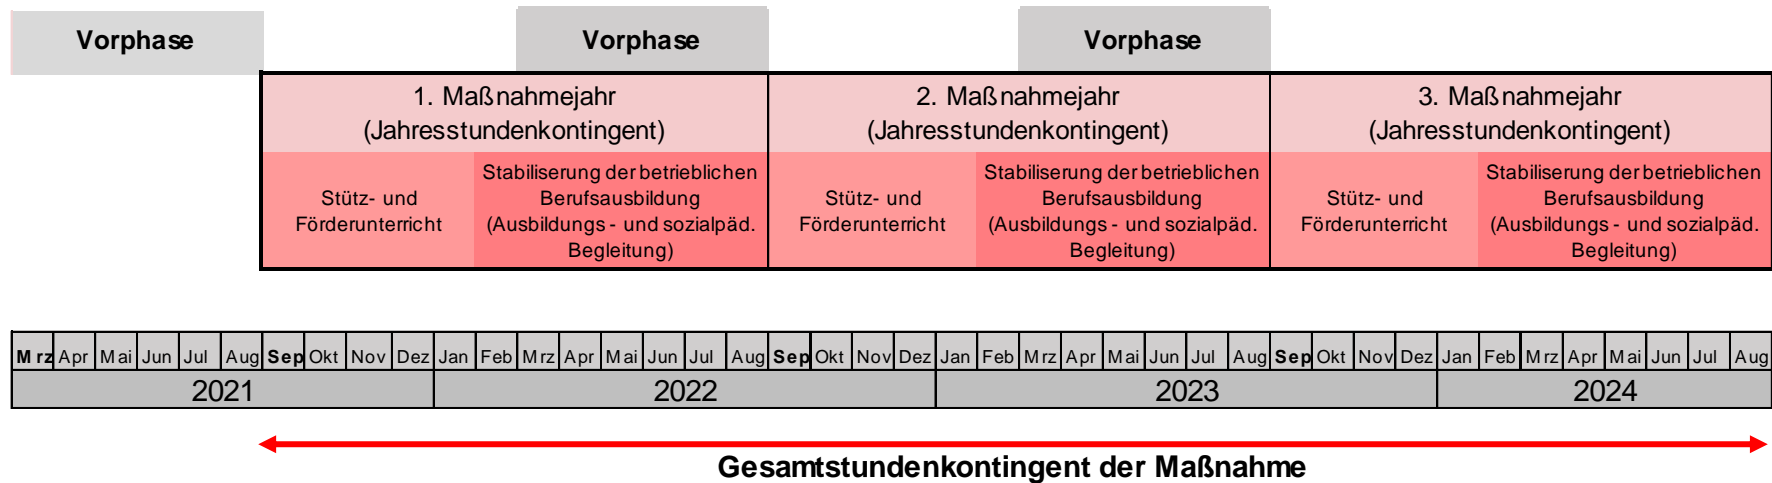 Vorphase Vorphase Vorphase
1. Maßnahmejahr
(Jahresstundenkontingent)
2. Maßnahmejahr
(Jahresstundenkontingent)
3. Maßnahmejahr
(Jahresstundenkontingent)
Stütz- und
Förderunterricht
Stabiliserung der betrieblichen
Berufsausbildung
(Ausbildungs - und sozialpäd.
Begleitung)
Stütz- und
Förderunterricht
Stabiliserung der betrieblichen
Berufsausbildung
(Ausbildungs - und sozialpäd.
Begleitung)
Stütz- und
Förderunterricht
Stabiliserung der betrieblichen
Berufsausbildung
(Ausbildungs - und sozialpäd.
Begleitung)
Mrz Apr Mai Jun Jul Aug Sep Okt Nov Dez Jan Feb Mrz Apr Mai Jun Jul Aug Sep Okt Nov Dez Jan Feb Mrz Apr Mai Jun Jul Aug Sep Okt Nov Dez Jan Feb Mrz Apr Mai Jun Jul Aug
2021 2022 2023 2024
Gesamtstundenkontingent der Maßnahme